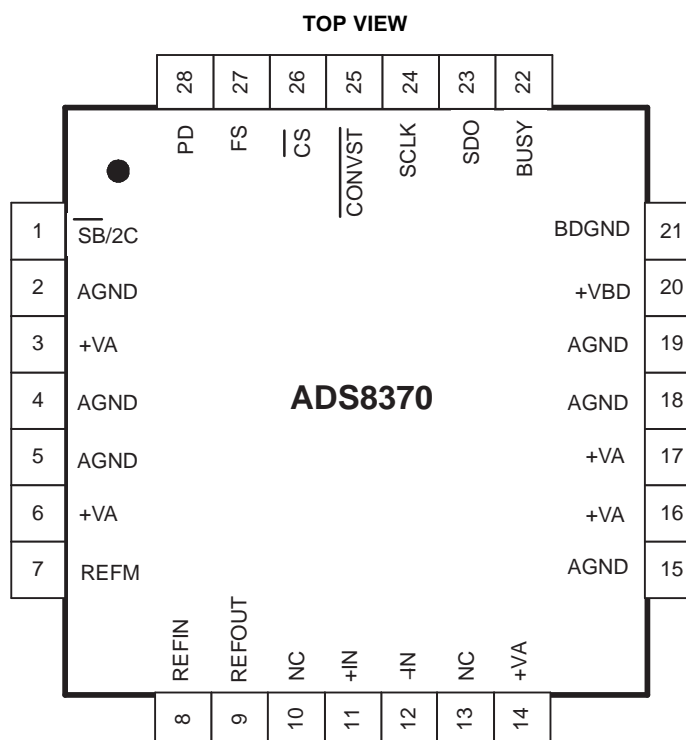 TOP VIEW
28 27 26 25 24 23 22
PD FS CS CONVST SCLK SDO BUSY
1 SB/2C
2 AGND
3 +VA
4 AGND
5 AGND
6 +VA
7 REFM
ADS8370
BDGND 21
+VBD 20
AGND 19
AGND 18
+VA 17
+VA 16
AGND 15
REFIN REFOUT NC +IN -IN NC +VA
8 9 10 11 12 13 14